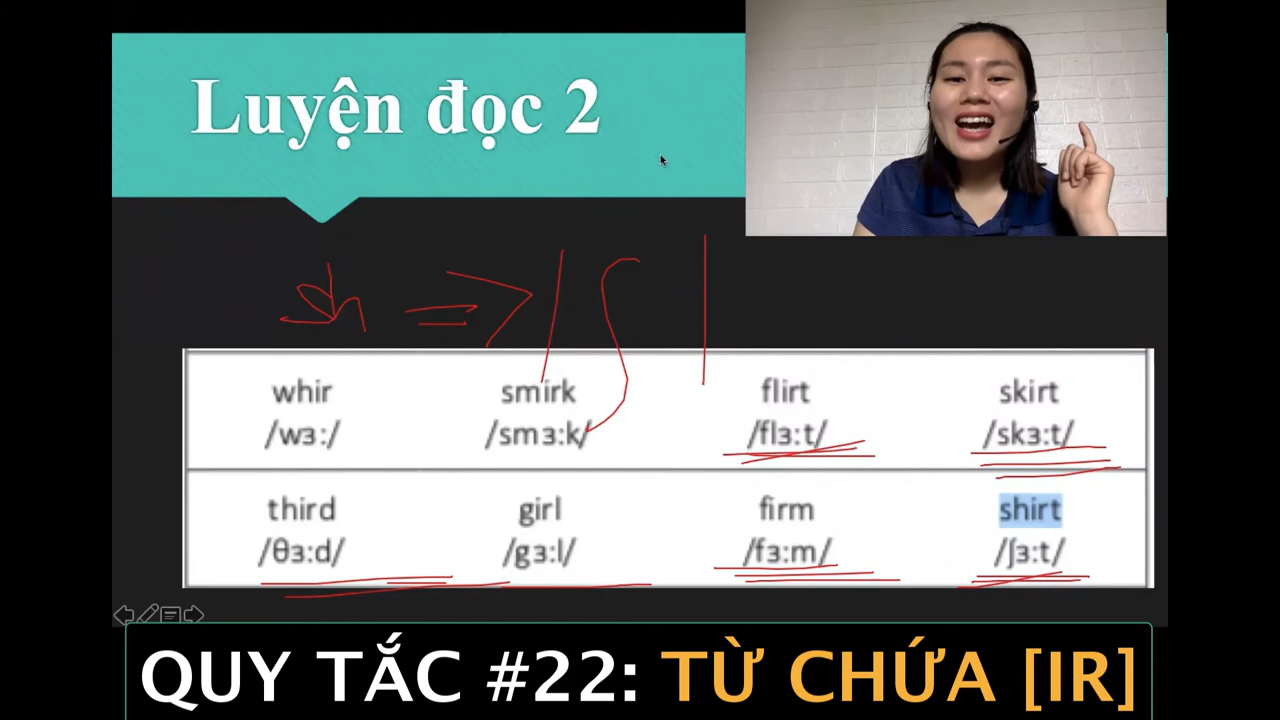 Luyện đọc 2
sh => /ʃ/
whir smirk flirt skirt
/wɜ:/ /smɜ:k/ /flɜ:t/ /skɜ:t/
third girl firm shirt
/θɜ:d/ /gɜ:l/ /fɜ:m/ /ʃɜ:t/
QUY TẮC #22: TỪ CHỨA [IR]